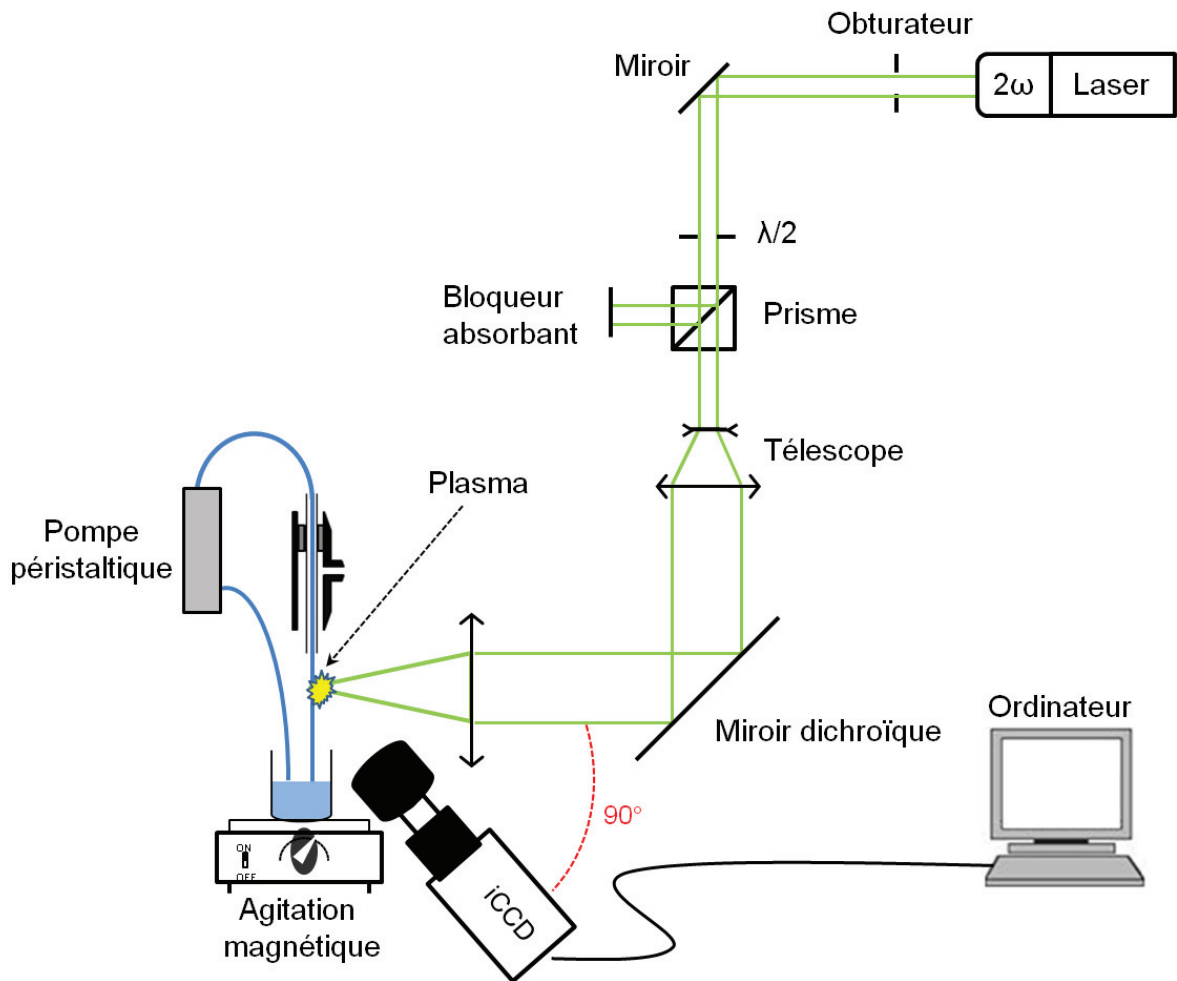 Obturateur
Miroir
2ω
Laser
λ/2
Bloqueur
absorbant
Prisme
Télescope
Plasma
Pompe
péristaltique
Miroir dichroïque
Ordinateur
90°
ON
OFF
iCCD
Agitation
magnétique